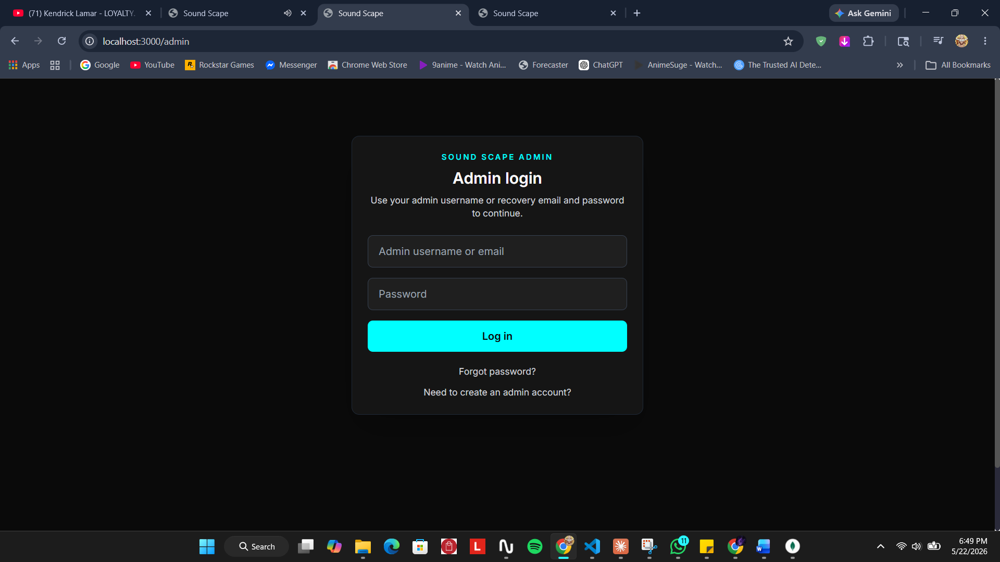 (71) Kendrick Lamar - LOYALTY.
Sound Scape
Sound Scape
Sound Scape
Ask Gemini
localhost:3000/admin
Apps
Google
YouTube
Rockstar Games
Messenger
Chrome Web Store
9anime - Watch Ani...
Forecaster
ChatGPT
AnimeSuge - Watch...
The Trusted AI Dete...
All Bookmarks
SOUND SCAPE ADMIN
Admin login
Use your admin username or recovery email and password
to continue.
Admin username or email
Password
Log in
Forgot password?
Need to create an admin account?
Search
11
6:49 PM
5/22/2026